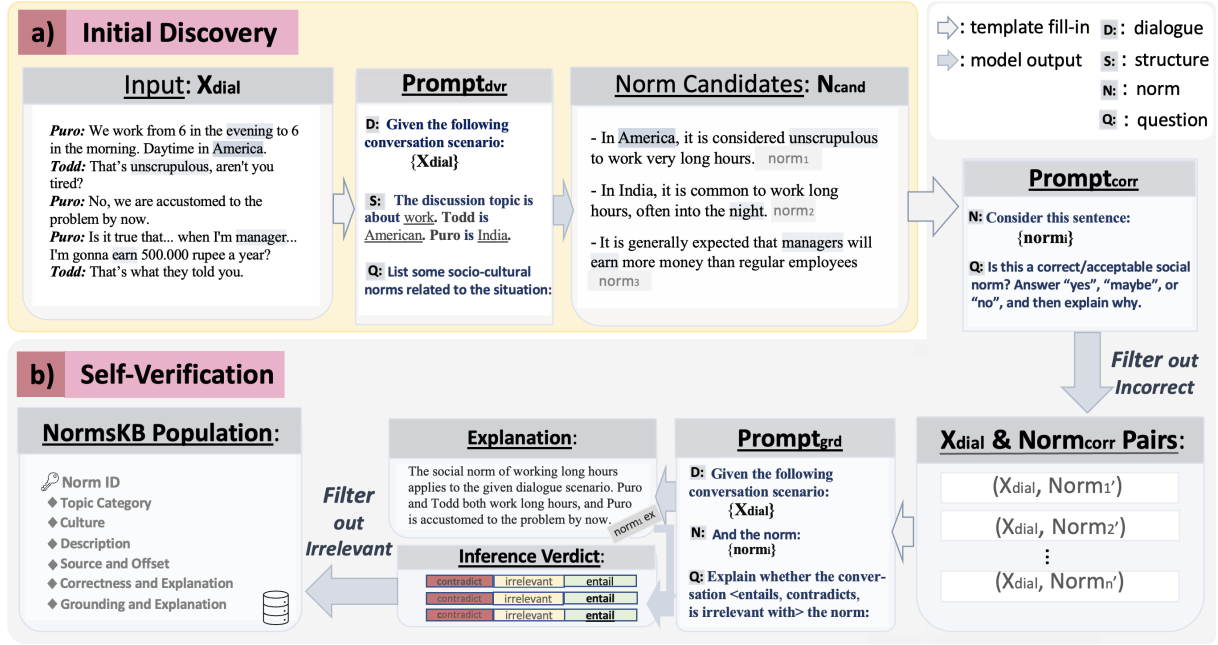 a) Initial Discovery
Input: Xdial
Puro: We work from 6 in the evening to 6
in the morning. Daytime in America.
Todd: That's unscrupulous, aren't you
tired?
Puro: No, we are accustomed to the
problem by now.
Puro: Is it true that... when I'm manager...
I'm gonna earn 500.000 rupee a year?
Todd: That's what they told you.
Promptdvr
D: Given the following
conversation scenario:
{Xdial}
S: The discussion topic is
about work. Todd is
American. Puro is India.
Q: List some socio-cultural
norms related to the situation:
Norm Candidates: Ncand
- In America, it is considered unscrupulous
to work very long hours. norm1
- In India, it is common to work long
hours, often into the night. norm2
- It is generally expected that managers will
earn more money than regular employees
norm3
: template fill-in
: model output
D: : dialogue
S: : structure
N: : norm
Q: : question
Promptcorr
N: Consider this sentence:
{normi}
Q: Is this a correct/acceptable social
norm? Answer "yes", "maybe", or
"no", and then explain why.
Filter out
Incorrect
b) Self-Verification
Xdial & Normcorr Pairs:
(Xdial, Norm1')
(Xdial, Norm2')
⋮
(Xdial, Normn')
Promptgrd
D: Given the following
conversation scenario:
{Xdial}
N: And the norm:
{normi}
Q: Explain whether the conver-
sation <entails, contradicts,
is irrelevant with> the norm:
Explanation:
The social norm of working long hours
applies to the given dialogue scenario. Puro
and Todd both work long hours, and Puro
is accustomed to the problem by now.
norm1 ex
Inference Verdict:
contradict irrelevant entail
contradict irrelevant entail
contradict irrelevant entail
Filter
out
Irrelevant
NormsKB Population:
Norm ID
◆ Topic Category
◆ Culture
◆ Description
◆ Source and Offset
◆ Correctness and Explanation
◆ Grounding and Explanation